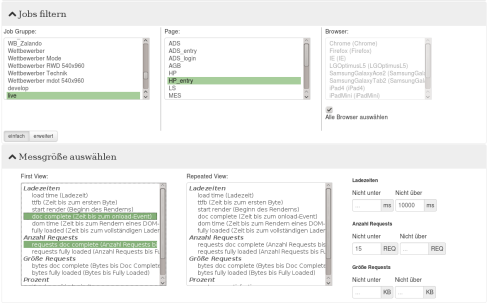 Jobs filtern
Job Gruppe:
WB_Zalando
Wettbewerber
Wettbewerber Mode
Wettbewerber RWD 540x960
Wettbewerber Technik
Wettbewerber mdot 540x960
develop
live
Page:
ADS
ADS_entry
ADS_login
AGB
HP
HP_entry
LS
MES
Browser:
Chrome (Chrome)
Firefox (Firefox)
IE (IE)
LGOptimusL5 (LGOptimusL5)
SamsungGalaxyAce2 (SamsungGal
SamsungGalaxyTab2 (SamsungGala
iPad4 (iPad4)
iPadMini (iPadMini)
Alle Browser auswählen
einfach erweitert
Messgröße auswählen
First View:
Ladezeiten
load time (Ladezeit)
ttfb (Zeit bis zum ersten Byte)
start render (Beginn des Renderns)
doc complete (Zeit bis zum onload-Event)
dom time (Zeit bis zum Rendern eines DOM-
fully loaded (Zeit bis zum vollständigen Lader
Anzahl Requests
requests doc complete (Anzahl Requests b
requests fully loaded (Anzahl Requests bis F
Größe Requests
bytes doc complete (Bytes bis Doc Complete
bytes fully loaded (Bytes bis Fully Loaded)
Prozent
Repeated View:
Ladezeiten
load time (Ladezeit)
ttfb (Zeit bis zum ersten Byte)
start render (Beginn des Renderns)
doc complete (Zeit bis zum onload-Event)
dom time (Zeit bis zum Rendern eines DOM-
fully loaded (Zeit bis zum vollständigen Lader
Anzahl Requests
requests doc complete (Anzahl Requests bis
requests fully loaded (Anzahl Requests bis Fu
Größe Requests
bytes doc complete (Bytes bis Doc Complete
bytes fully loaded (Bytes bis Fully Loaded)
Prozent
Ladezeiten
Nicht unter Nicht über
... ms 10000 ms
Anzahl Requests
Nicht unter Nicht über
15 REQ ... REQ
Größe Requests
Nicht unter Nicht über
... KB ... KB